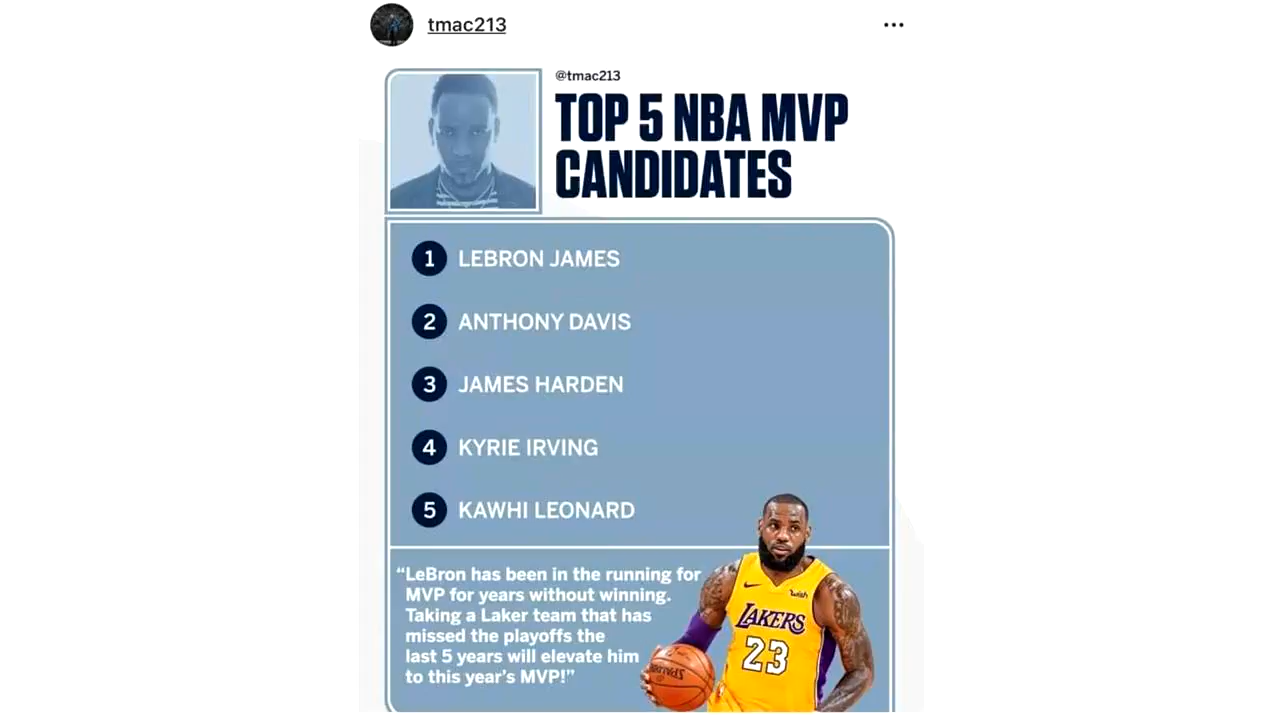 tmac213
@tmac213
TOP 5 NBA MVP
CANDIDATES
1 LEBRON JAMES
2 ANTHONY DAVIS
3 JAMES HARDEN
4 KYRIE IRVING
5 KAWHI LEONARD
“LeBron has been in the running for
MVP for years without winning.
Taking a Laker team that has
missed the playoffs the
last 5 years will elevate him
to this year’s MVP!”
wish
LAKERS
23
SPALDING